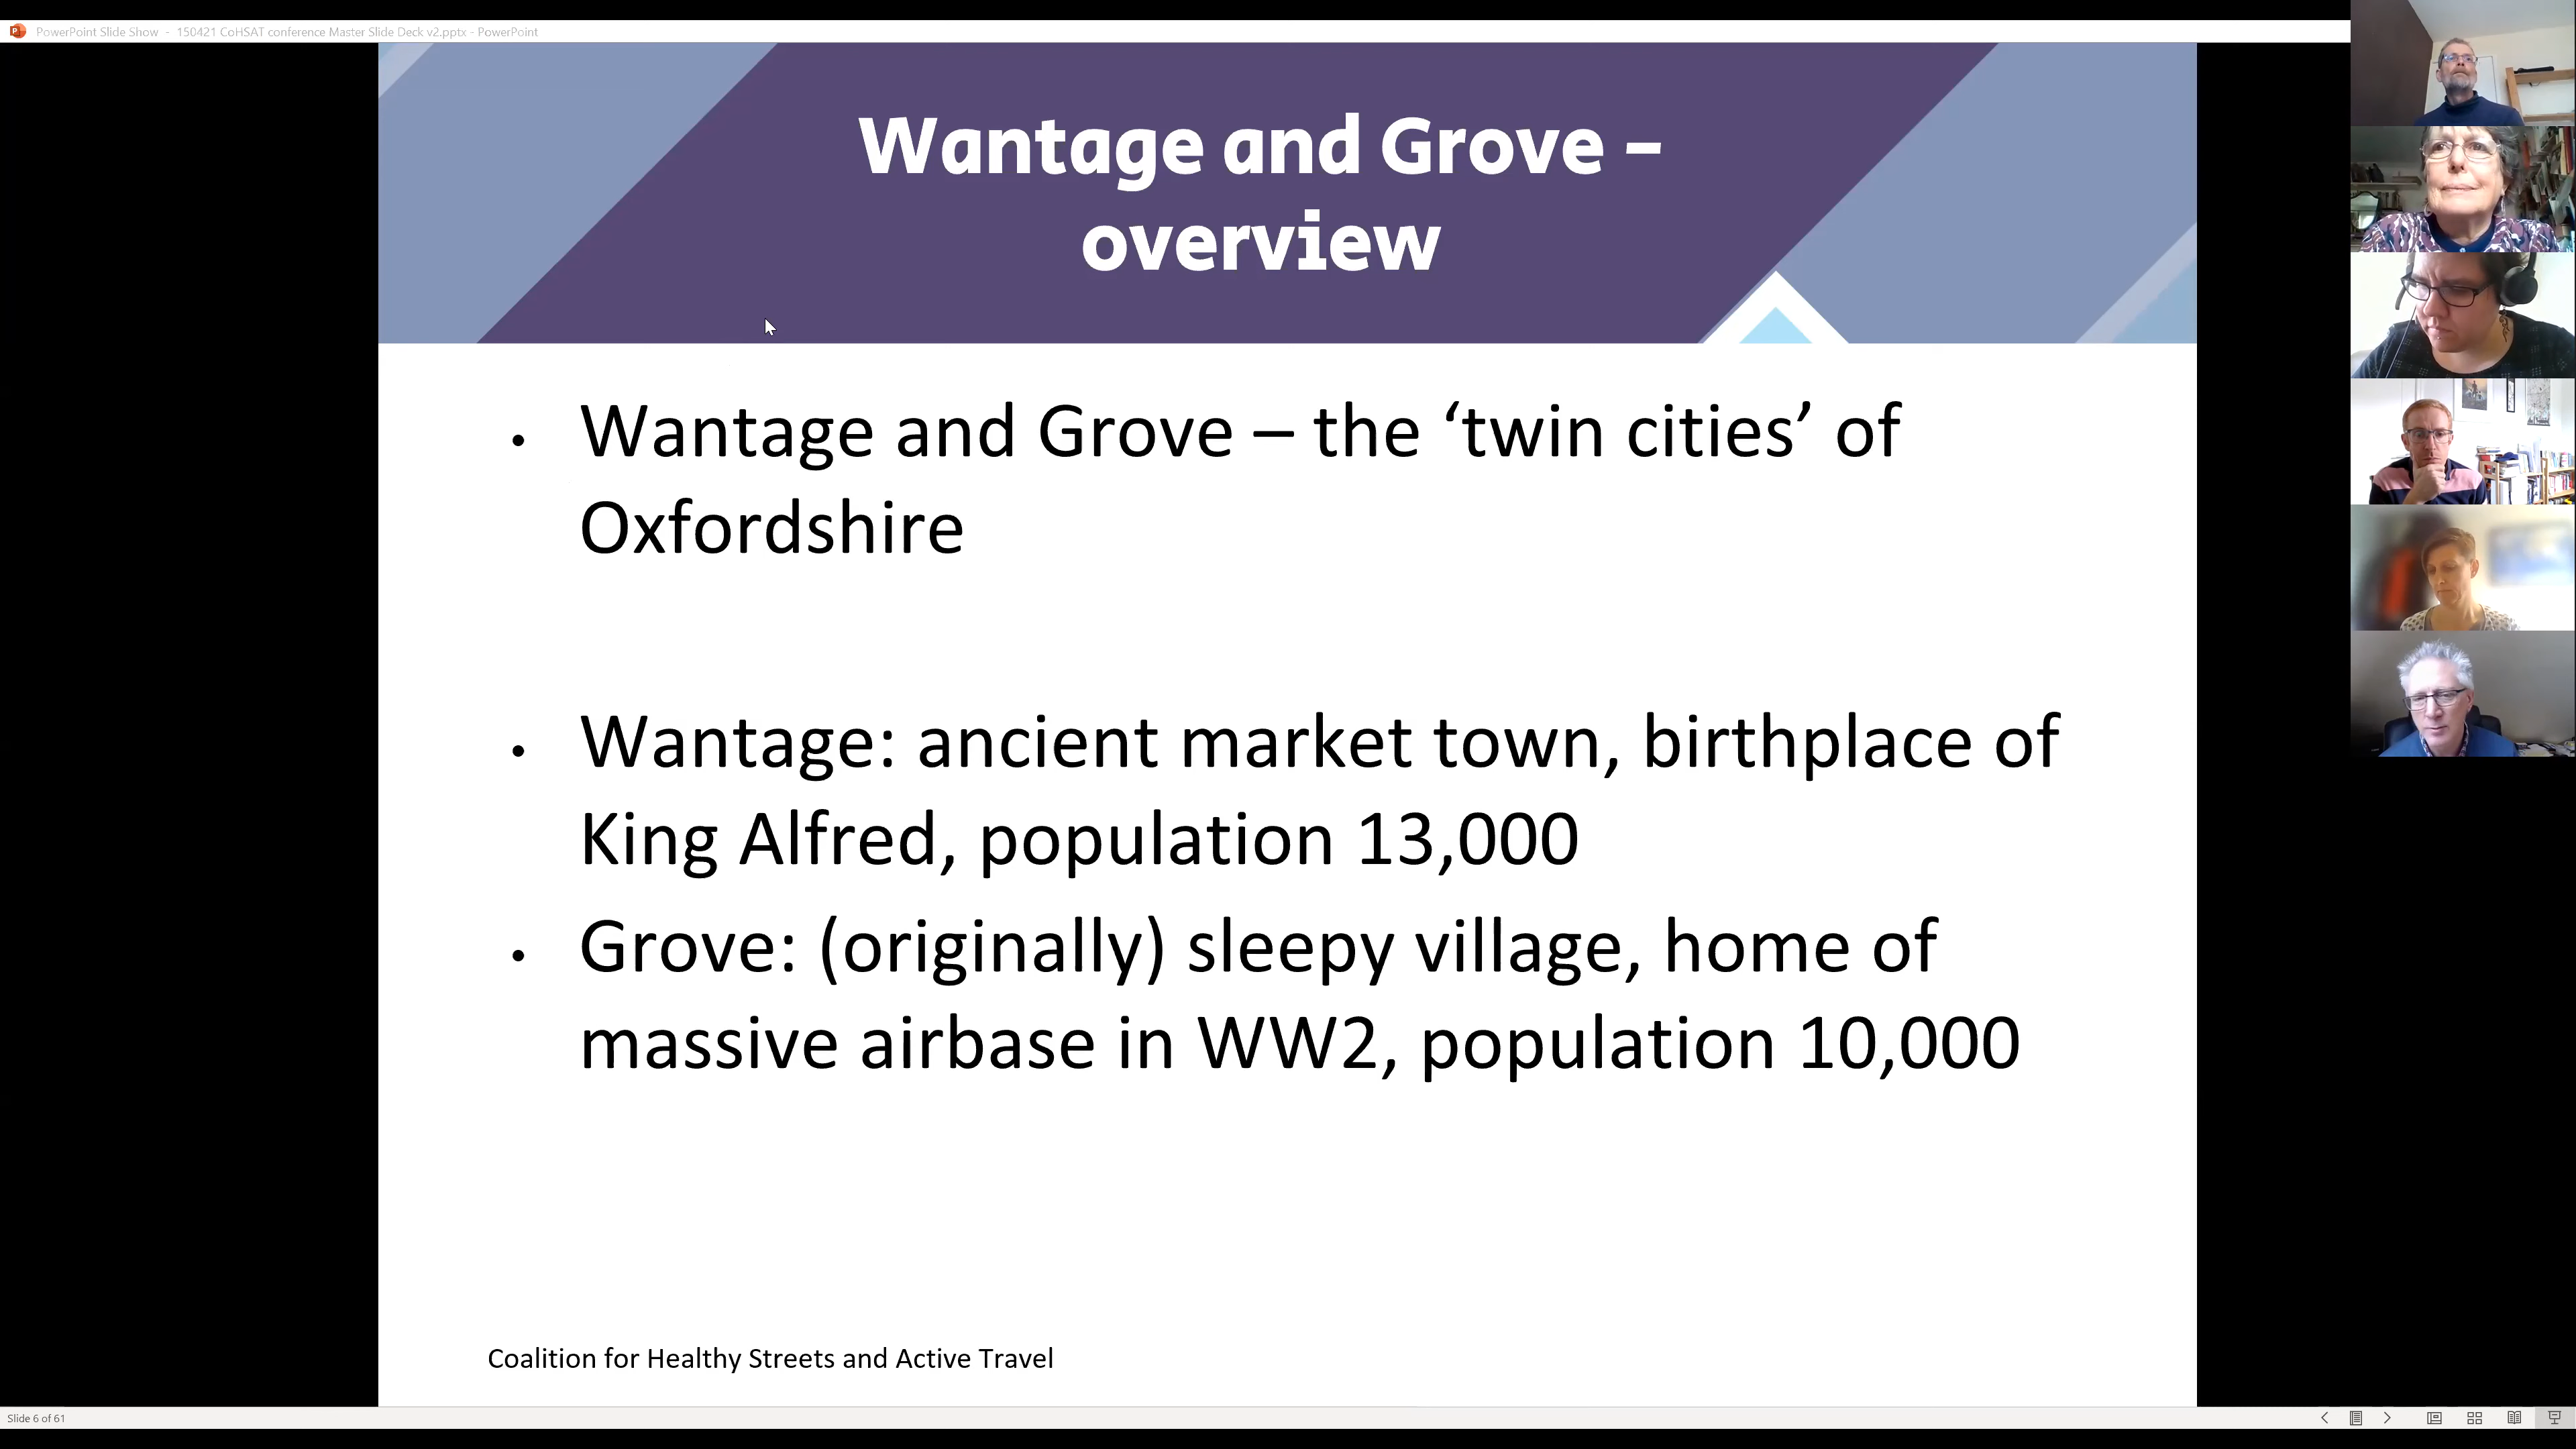 PowerPoint Slide Show - 150421 CoHSAT conference Master Slide Deck v2.pptx - PowerPoint
Wantage and Grove –
overview
• Wantage and Grove – the ‘twin cities’ of
Oxfordshire
• Wantage: ancient market town, birthplace of
King Alfred, population 13,000
• Grove: (originally) sleepy village, home of
massive airbase in WW2, population 10,000
Coalition for Healthy Streets and Active Travel
Slide 6 of 61